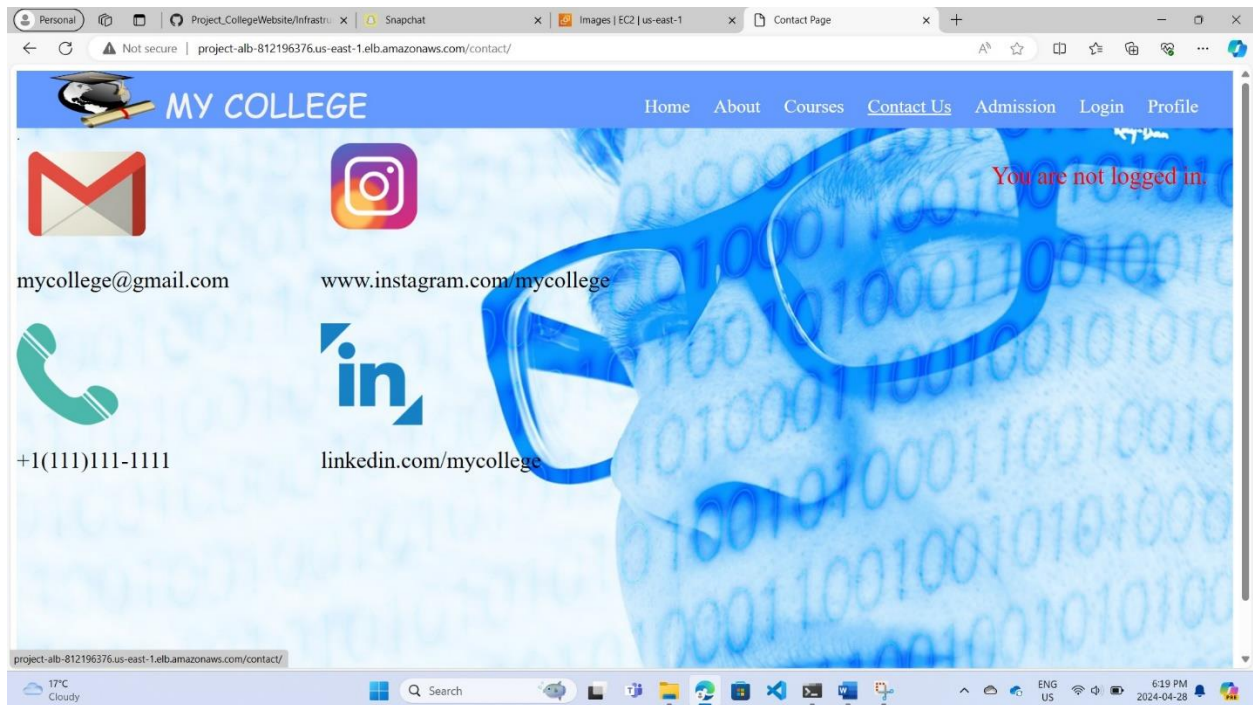 Personal
Project_CollegeWebsite/Infrastru
Snapchat
Images | EC2 | us-east-1
Contact Page
Not secure
project-alb-812196376.us-east-1.elb.amazonaws.com/contact/
MY COLLEGE
Home About Courses Contact Us Admission Login Profile
You are not logged in.
mycollege@gmail.com
www.instagram.com/mycollege
+1(111)111-1111
in
linkedin.com/mycollege
project-alb-812196376.us-east-1.elb.amazonaws.com/contact/
17°C
Cloudy
Search
ENG
US
6:19 PM
2024-04-28